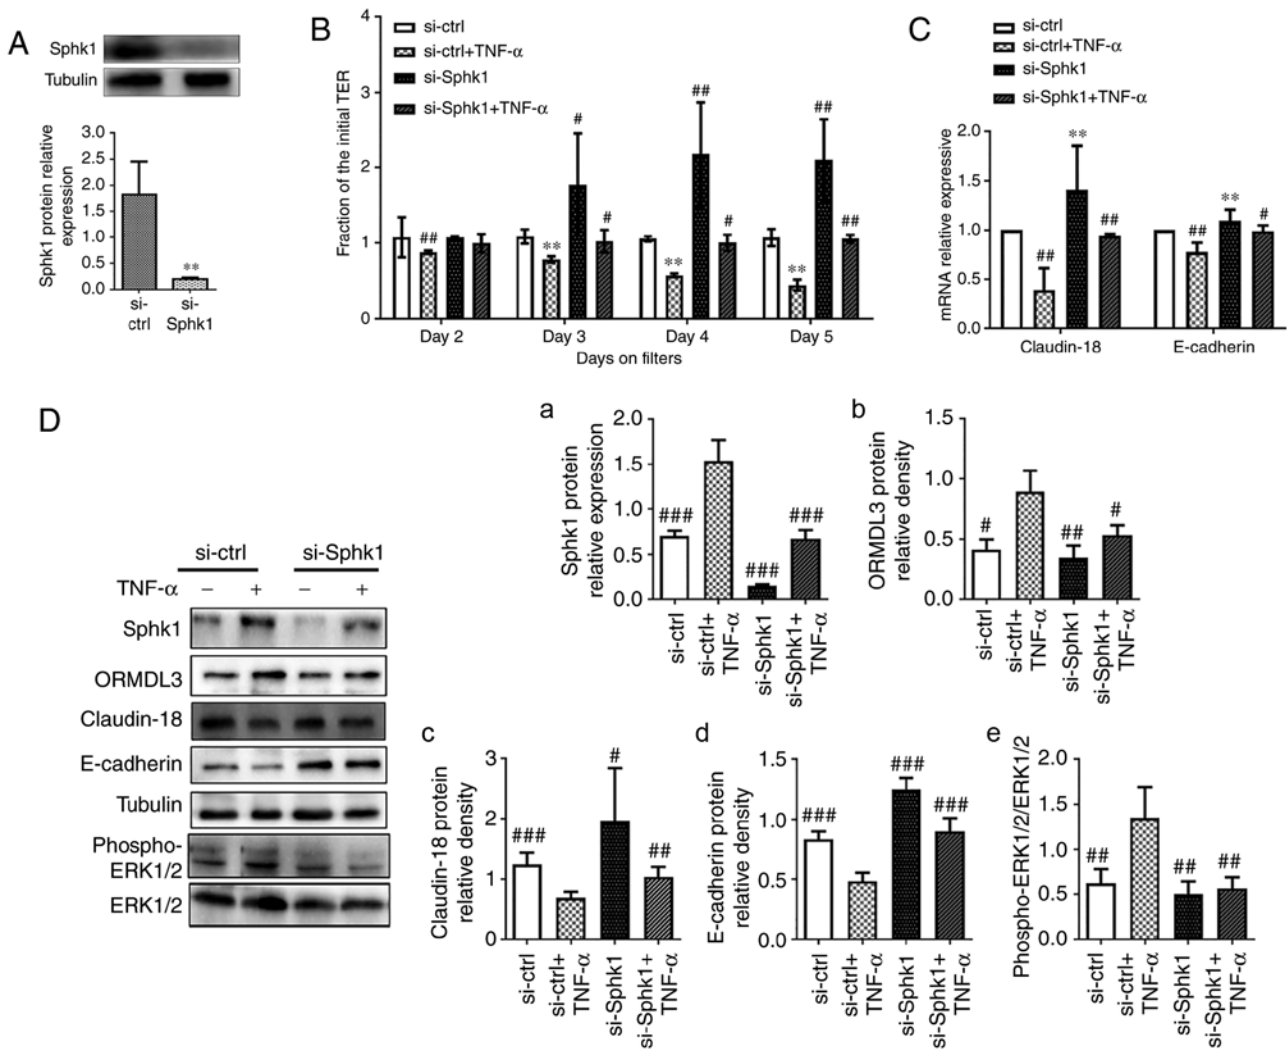 A
Sphk1
Tubulin
Sphk1 protein relative
expression
3.0
2.5
2.0
1.5
1.0
0.5
0.0
**
si-
ctrl
si-
Sphk1
B
si-ctrl
si-ctrl+TNF-α
si-Sphk1
si-Sphk1+TNF-α
Fraction of the initial TER
4
3
2
1
0
##
**
#
#
**
##
#
**
##
##
Day 2
Day 3
Day 4
Day 5
Days on filters
C
si-ctrl
si-ctrl+TNF-α
si-Sphk1
si-Sphk1+TNF-α
mRNA relative expressive
2.0
1.5
1.0
0.5
0.0
##
**
##
##
**
#
Claudin-18
E-cadherin
D
si-ctrl
si-Sphk1
TNF-α
–
+
–
+
Sphk1
ORMDL3
Claudin-18
E-cadherin
Tubulin
Phospho-
ERK1/2
ERK1/2
a
Sphk1 protein
relative expression
2.0
1.5
1.0
0.5
0.0
###
###
###
si-ctrl
si-ctrl+
TNF-α
si-Sphk1
si-Sphk1+
TNF-α
b
ORMDL3 protein
relative density
1.5
1.0
0.5
0.0
#
##
#
si-ctrl
si-ctrl+
TNF-α
si-Sphk1
si-Sphk1+
TNF-α
c
Claudin-18 protein
relative density
3
2
1
0
###
#
##
si-ctrl
si-ctrl+
TNF-α
si-Sphk1
si-Sphk1+
TNF-α
d
E-cadherin protein
relative density
1.5
1.0
0.5
0.0
###
###
###
si-ctrl
si-ctrl+
TNF-α
si-Sphk1
si-Sphk1+
TNF-α
e
Phospho-ERK1/2/ERK1/2
2.0
1.5
1.0
0.5
0.0
##
##
##
si-ctrl
si-ctrl+
TNF-α
si-Sphk1
si-Sphk1+
TNF-α